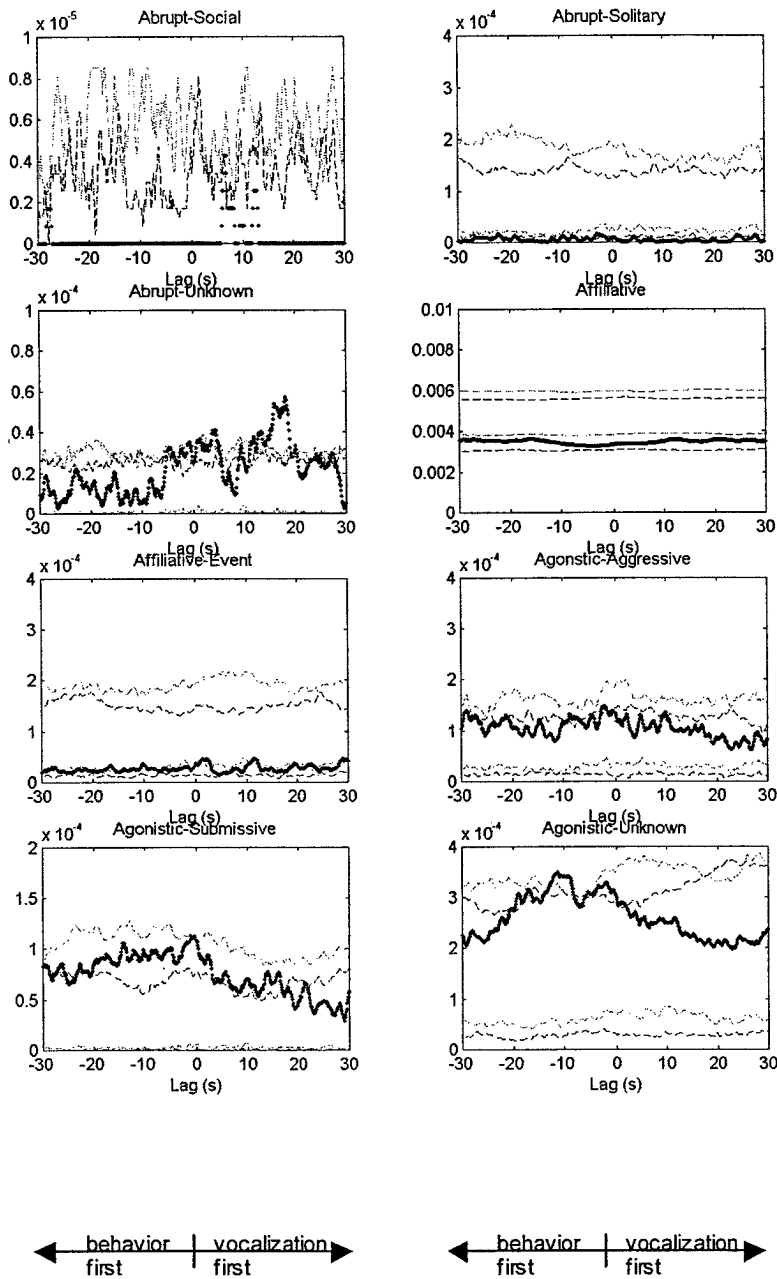 x 10-5 Abrupt-Social
1
0.8
0.6
0.4
0.2
0
-30 -20 -10 0 10 20 30
Lag (s)
x 10-4 Abrupt-Solitary
4
3
2
1
0
-30 -20 -10 0 10 20 30
Lag (s)
x 10-4 Abrupt-Unknown
1
0.8
0.6
0.4
0.2
0
-30 -20 -10 0 10 20 30
Lag (s)
Affiliative
0.01
0.008
0.006
0.004
0.002
0
-30 -20 -10 0 10 20 30
Lag (s)
x 10-4 Affiliative-Event
4
3
2
1
0
-30 -20 -10 0 10 20 30
Lag (s)
x 10-4 Agonstic-Aggressive
4
3
2
1
0
-30 -20 -10 0 10 20 30
Lag (s)
x 10-4 Agonistic-Submissive
2
1.5
1
0.5
0
-30 -20 -10 0 10 20 30
Lag (s)
x 10-4 Agonistic-Unknown
4
3
2
1
0
-30 -20 -10 0 10 20 30
Lag (s)
behavior first
vocalization first
behavior first
vocalization first